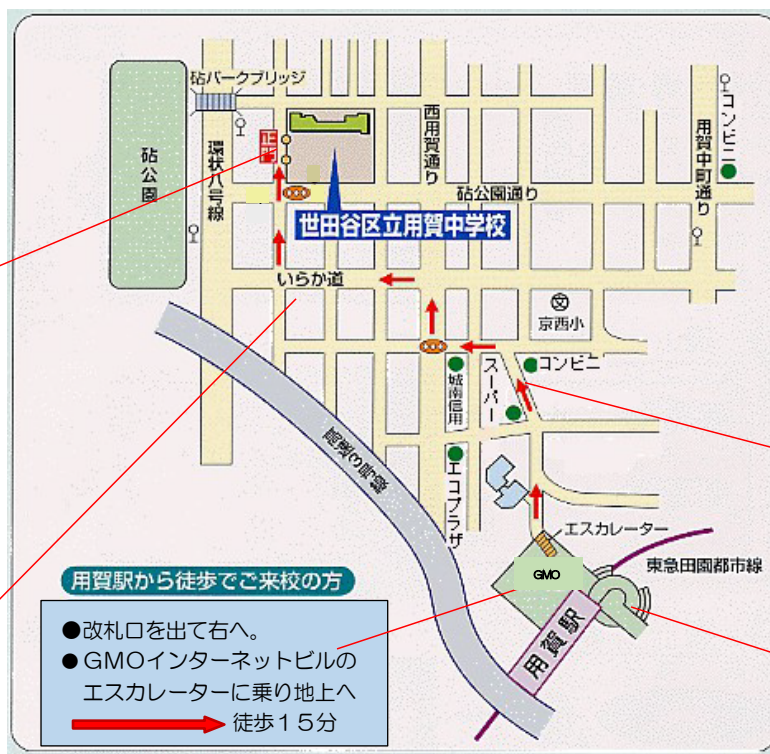 砧パークブリッジ
砧公園
環状八号線
正門
西用賀通り
用賀中町通り
コンビニ
砧公園通り
世田谷区立用賀中学校
いらか道
文
京西小
コンビニ
スーパー
城南信用
高速3号線
エコプラザ
エスカレーター
GMO
東急田園都市線
用賀駅
用賀駅から徒歩でご来校の方
●改札口を出て右へ。
●GMOインターネットビルの
エスカレーターに乗り地上へ
徒歩15分